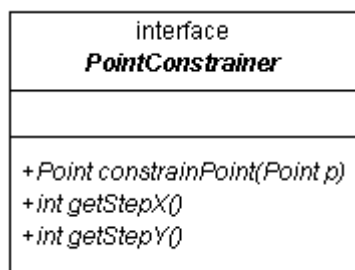 interface
PointConstrainer
+Point constrainPoint(Point p)
+int getStepX()
+int getStepY()